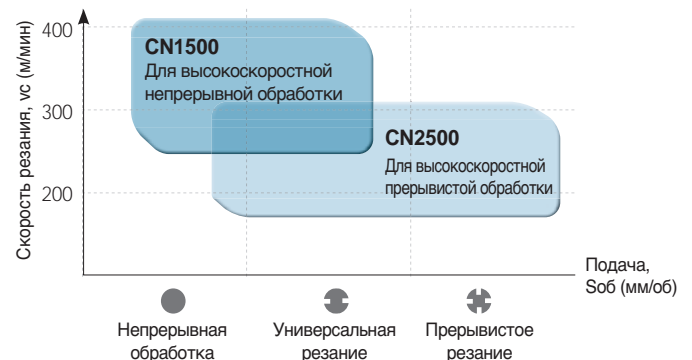 Скорость резания, vc (м/мин)
400
300
200
CN1500
Для высокоскоростной
непрерывной обработки
CN2500
Для высокоскоростной
прерывистой обработки
Подача,
Sоб (мм/об)
Непрерывная
обработка
Универсальная
резание
Прерывистое
резание